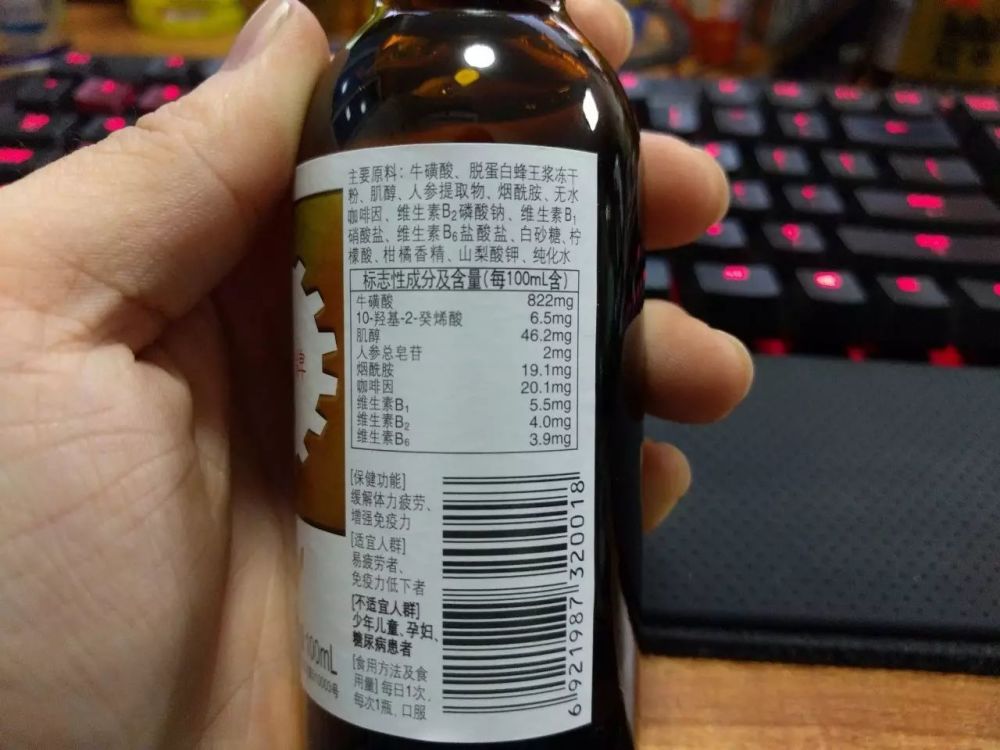 主要原料：牛磺酸、脱蛋白蜂王浆冻干
粉、肌醇、人参提取物、烟酰胺、无水
咖啡因、维生素B₂磷酸钠、维生素B₁
硝酸盐、维生素B₆盐酸盐、白砂糖、柠
檬酸、柑橘香精、山梨酸钾、纯化水
标志性成分及含量(每100mL含)
牛磺酸 822mg
10-羟基-2-癸烯酸 6.5mg
肌醇 46.2mg
人参总皂苷 2mg
烟酰胺 19.1mg
咖啡因 20.1mg
维生素B₁ 5.5mg
维生素B₂ 4.0mg
维生素B₆ 3.9mg
[保健功能]
缓解体力疲劳、
增强免疫力
[适宜人群]
易疲劳者、
免疫力低下者
[不适宜人群]
少年儿童、孕妇、
糖尿病患者
[食用方法及食
用量]每日1次，
每次1瓶，口服
6921987320018
100mL